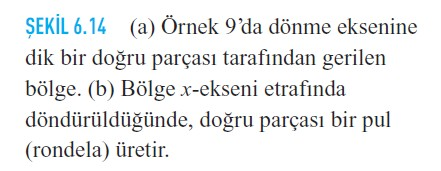 ŞEKİL 6.14 (a) Örnek 9’da dönme eksenine
dik bir doğru parçası tarafından gerilen
bölge. (b) Bölge x-ekseni etrafında
döndürüldüğünde, doğru parçası bir pul
(rondela) üretir.